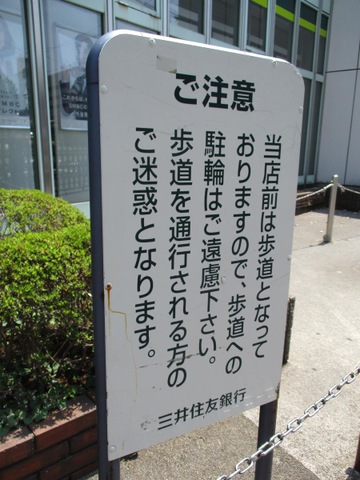 ご注意
当店前は歩道となって
おりますので、歩道への
駐輪はご遠慮下さい。
歩道を通行される方の
ご迷惑となります。
三井住友銀行